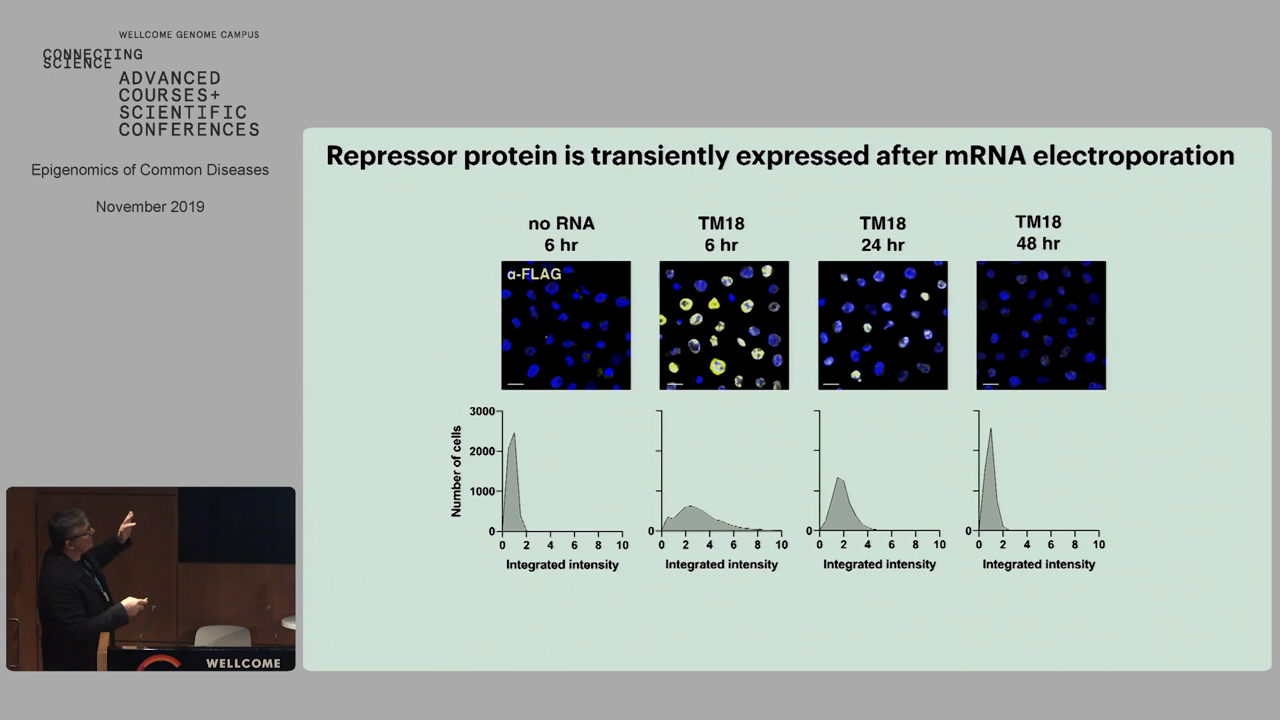 WELLCOME GENOME CAMPUS
CONNECTING
SCIENCE
ADVANCED
COURSES+
SCIENTIFIC
CONFERENCES
Epigenomics of Common Diseases
November 2019
Repressor protein is transiently expressed after mRNA electroporation
no RNA
6 hr
TM18
6 hr
TM18
24 hr
TM18
48 hr
α-FLAG
Number of cells
3000
2000
1000
0
0 2 4 6 8 10
Integrated intensity
0
0 2 4 6 8 10
Integrated intensity
0
0 2 4 6 8 10
Integrated intensity
0
0 2 4 6 8 10
Integrated intensity
WELLCOME